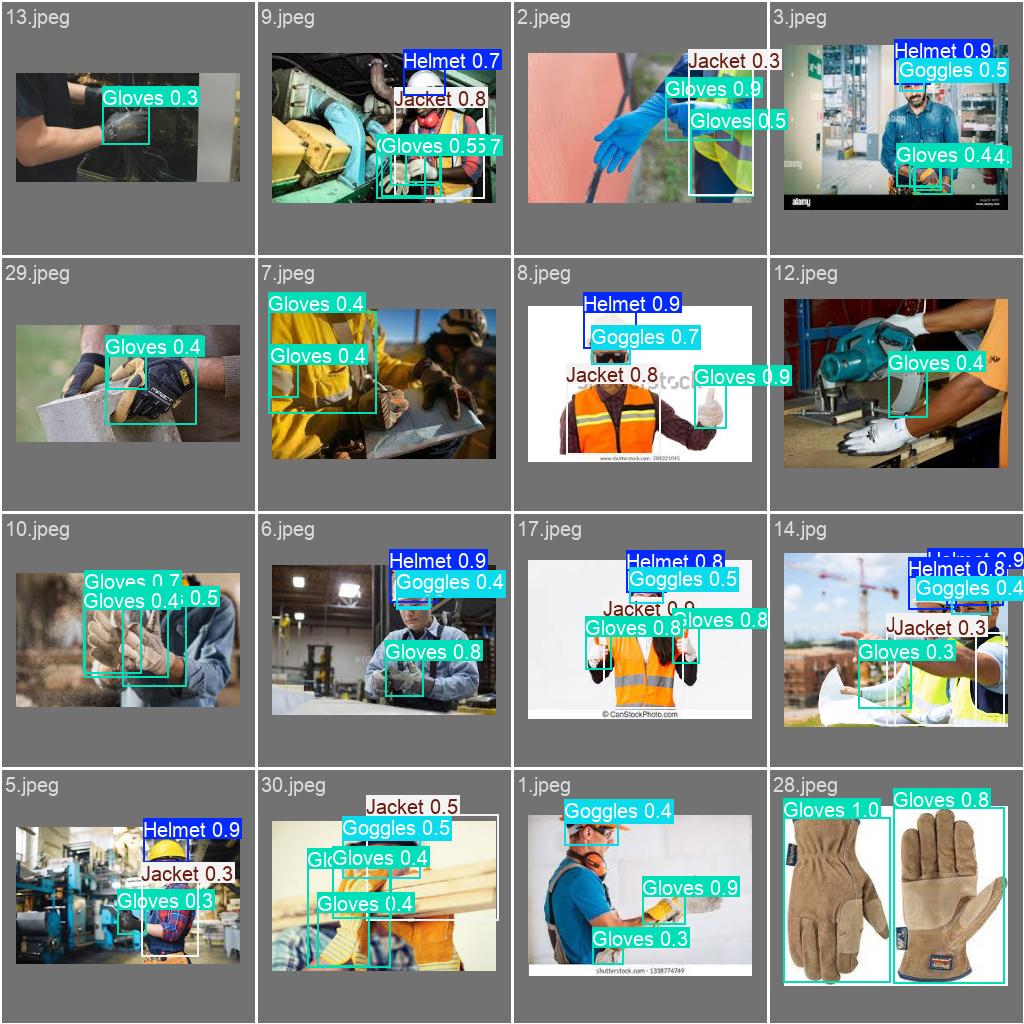 13.jpeg
Gloves 0.3
9.jpeg
Helmet 0.7
Jacket 0.8
Gloves 0.55 7
2.jpeg
Jacket 0.3
Gloves 0.9
Gloves 0.5
3.jpeg
Helmet 0.9
Goggles 0.5
Gloves 0.4 4.
alamy
alamy
29.jpeg
Gloves 0.4
7.jpeg
Gloves 0.4
Gloves 0.4
8.jpeg
Helmet 0.9
Goggles 0.7
Jacket 0.8
Gloves 0.9
12.jpeg
Gloves 0.4
10.jpeg
Gloves 0.7
Gloves 0.4 0.5
6.jpeg
Helmet 0.9
Goggles 0.4
Gloves 0.8
17.jpeg
Helmet 0.8
Goggles 0.5
Jacket 0.9
Gloves 0.8
Gloves 0.8
© CanStockPhoto.com
14.jpg
Helmet 0.9
Helmet 0.8
Goggles 0.4
Jacket 0.3
Gloves 0.3
5.jpeg
Helmet 0.9
Jacket 0.3
Gloves 0.3
30.jpeg
Jacket 0.5
Goggles 0.5
Gloves 0.4
Gloves 0.4
1.jpeg
Goggles 0.4
Gloves 0.9
Gloves 0.3
shutterstock.com · 1338774749
28.jpeg
Gloves 1.0
Gloves 0.8